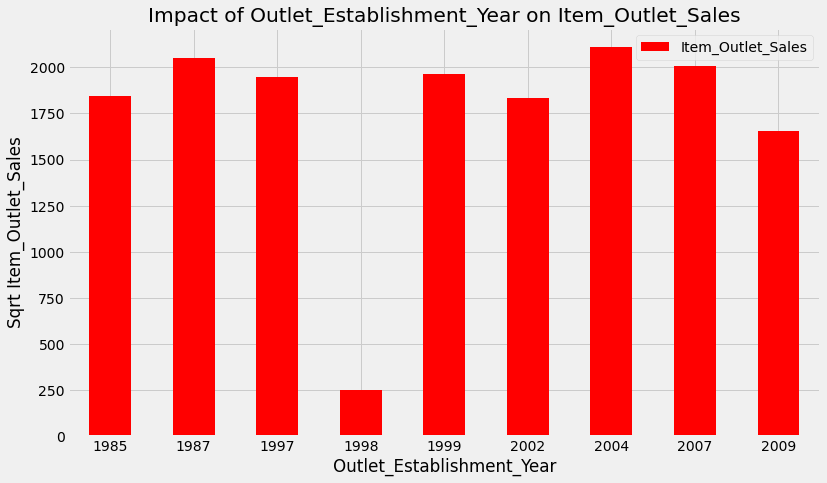 Impact of Outlet_Establishment_Year on Item_Outlet_Sales
Item_Outlet_Sales
Sqrt Item_Outlet_Sales
2000
1750
1500
1250
1000
750
500
250
0
1985 1987 1997 1998 1999 2002 2004 2007 2009
Outlet_Establishment_Year